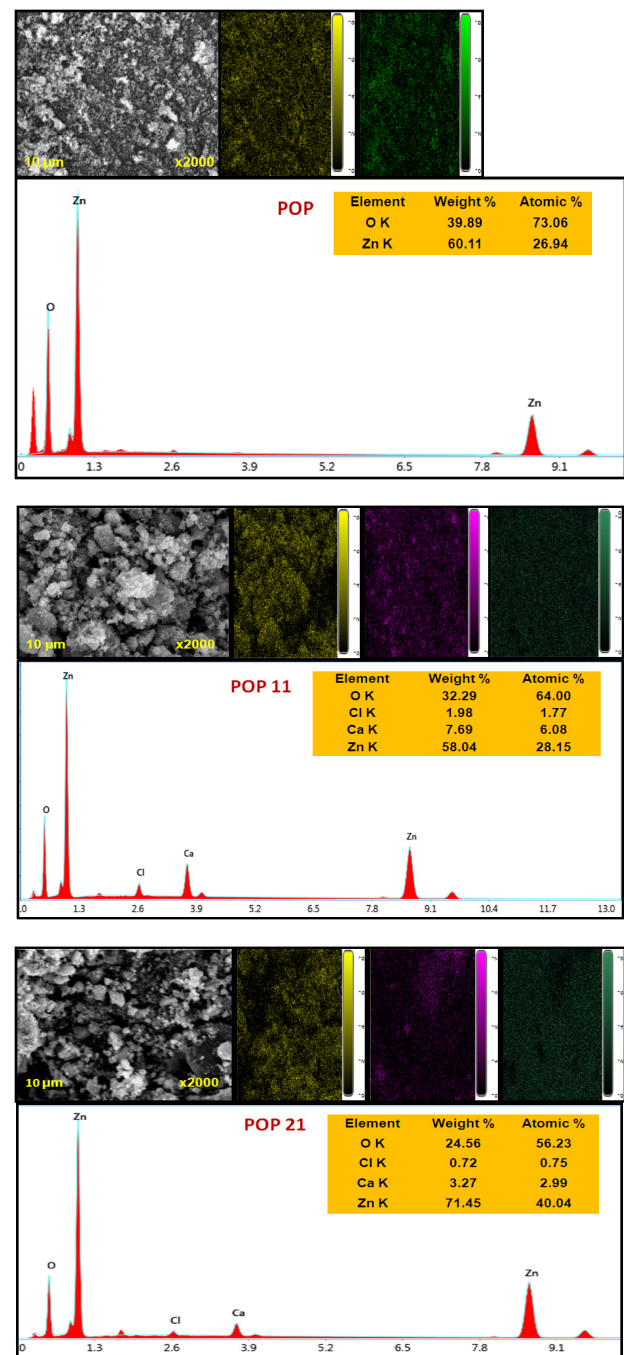 10 µm x2000
POP
Element Weight % Atomic %
O K 39.89 73.06
Zn K 60.11 26.94
Zn
O
Zn
0 1.3 2.6 3.9 5.2 6.5 7.8 9.1
10 µm x2000
POP 11
Element Weight % Atomic %
O K 32.29 64.00
Cl K 1.98 1.77
Ca K 7.69 6.08
Zn K 58.04 28.15
Zn
O
Cl
Ca
Zn
.0 1.3 2.6 3.9 5.2 6.5 7.8 9.1 10.4 11.7 13.0
10 µm x2000
POP 21
Element Weight % Atomic %
O K 24.56 56.23
Cl K 0.72 0.75
Ca K 3.27 2.99
Zn K 71.45 40.04
Zn
O
Cl
Ca
Zn
0 1.3 2.6 3.9 5.2 6.5 7.8 9.1